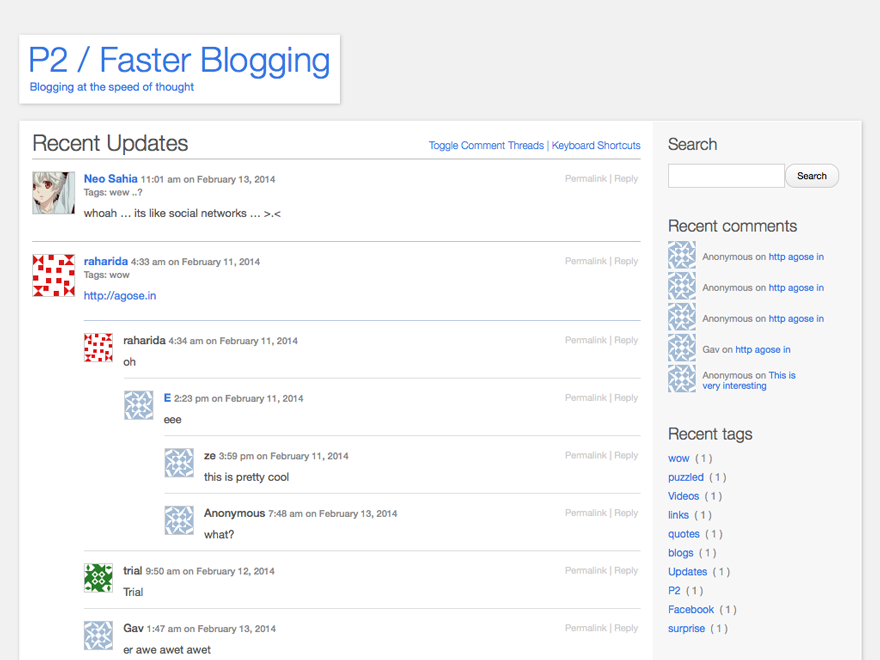 P2 / Faster Blogging
Blogging at the speed of thought
Recent Updates
Toggle Comment Threads | Keyboard Shortcuts
Neo Sahia 11:01 am on February 13, 2014
Permalink | Reply
Tags: wew ..?
whoah ... its like social networks ... >.<
raharida 4:33 am on February 11, 2014
Permalink | Reply
Tags: wow
http://agose.in
raharida 4:34 am on February 11, 2014
Permalink | Reply
oh
E 2:23 pm on February 11, 2014
Permalink | Reply
eee
ze 3:59 pm on February 11, 2014
Permalink | Reply
this is pretty cool
Anonymous 7:48 am on February 13, 2014
Permalink | Reply
what?
trial 9:50 am on February 12, 2014
Permalink | Reply
Trial
Gav 1:47 am on February 13, 2014
Permalink | Reply
er awe awet awet
Search
Search
Recent comments
Anonymous on http agose in
Anonymous on http agose in
Anonymous on http agose in
Gav on http agose in
Anonymous on This is
very interesting
Recent tags
wow ( 1 )
puzzled ( 1 )
Videos ( 1 )
links ( 1 )
quotes ( 1 )
blogs ( 1 )
Updates ( 1 )
P2 ( 1 )
Facebook ( 1 )
surprise ( 1 )